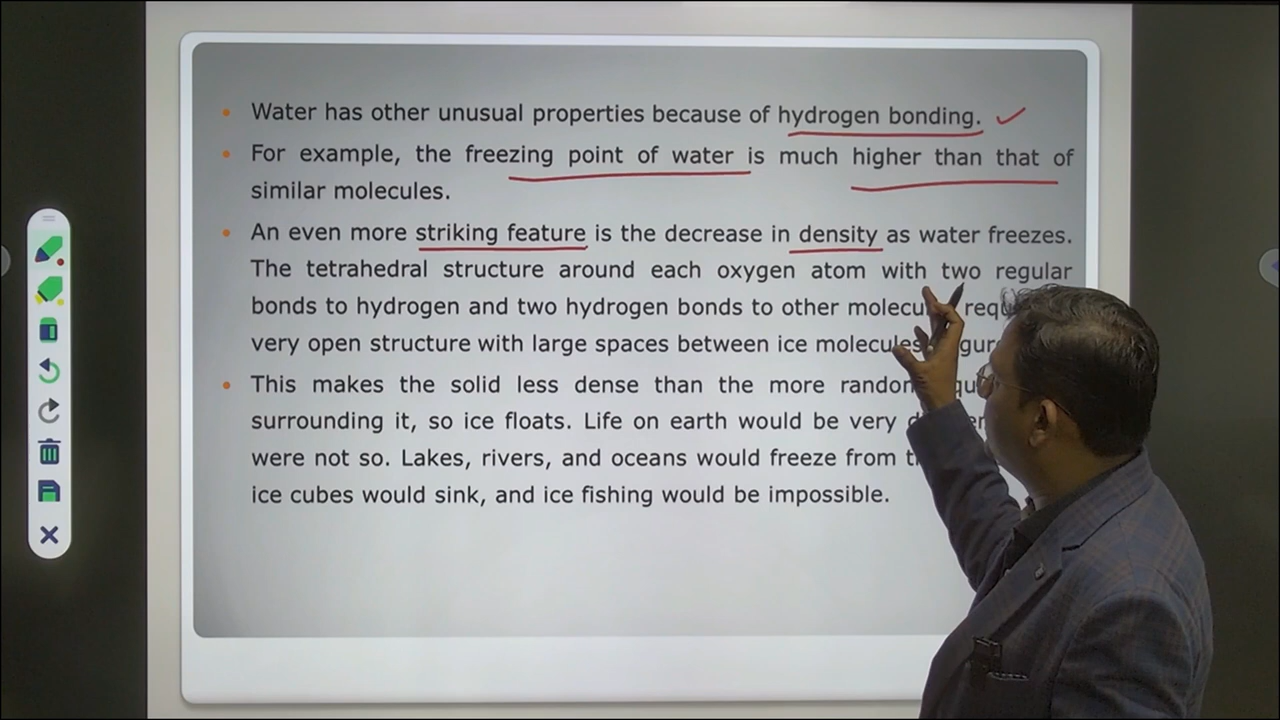 • Water has other unusual properties because of hydrogen bonding.
• For example, the freezing point of water is much higher than that of
similar molecules.
• An even more striking feature is the decrease in density as water freezes.
The tetrahedral structure around each oxygen atom with two regular
bonds to hydrogen and two hydrogen bonds to other
very open structure with large spaces between ice molecules
• This makes the solid less dense than the more random
surrounding it, so ice floats. Life on earth would be very
were not so. Lakes, rivers, and oceans would freeze from
ice cubes would sink, and ice fishing would be impossible.